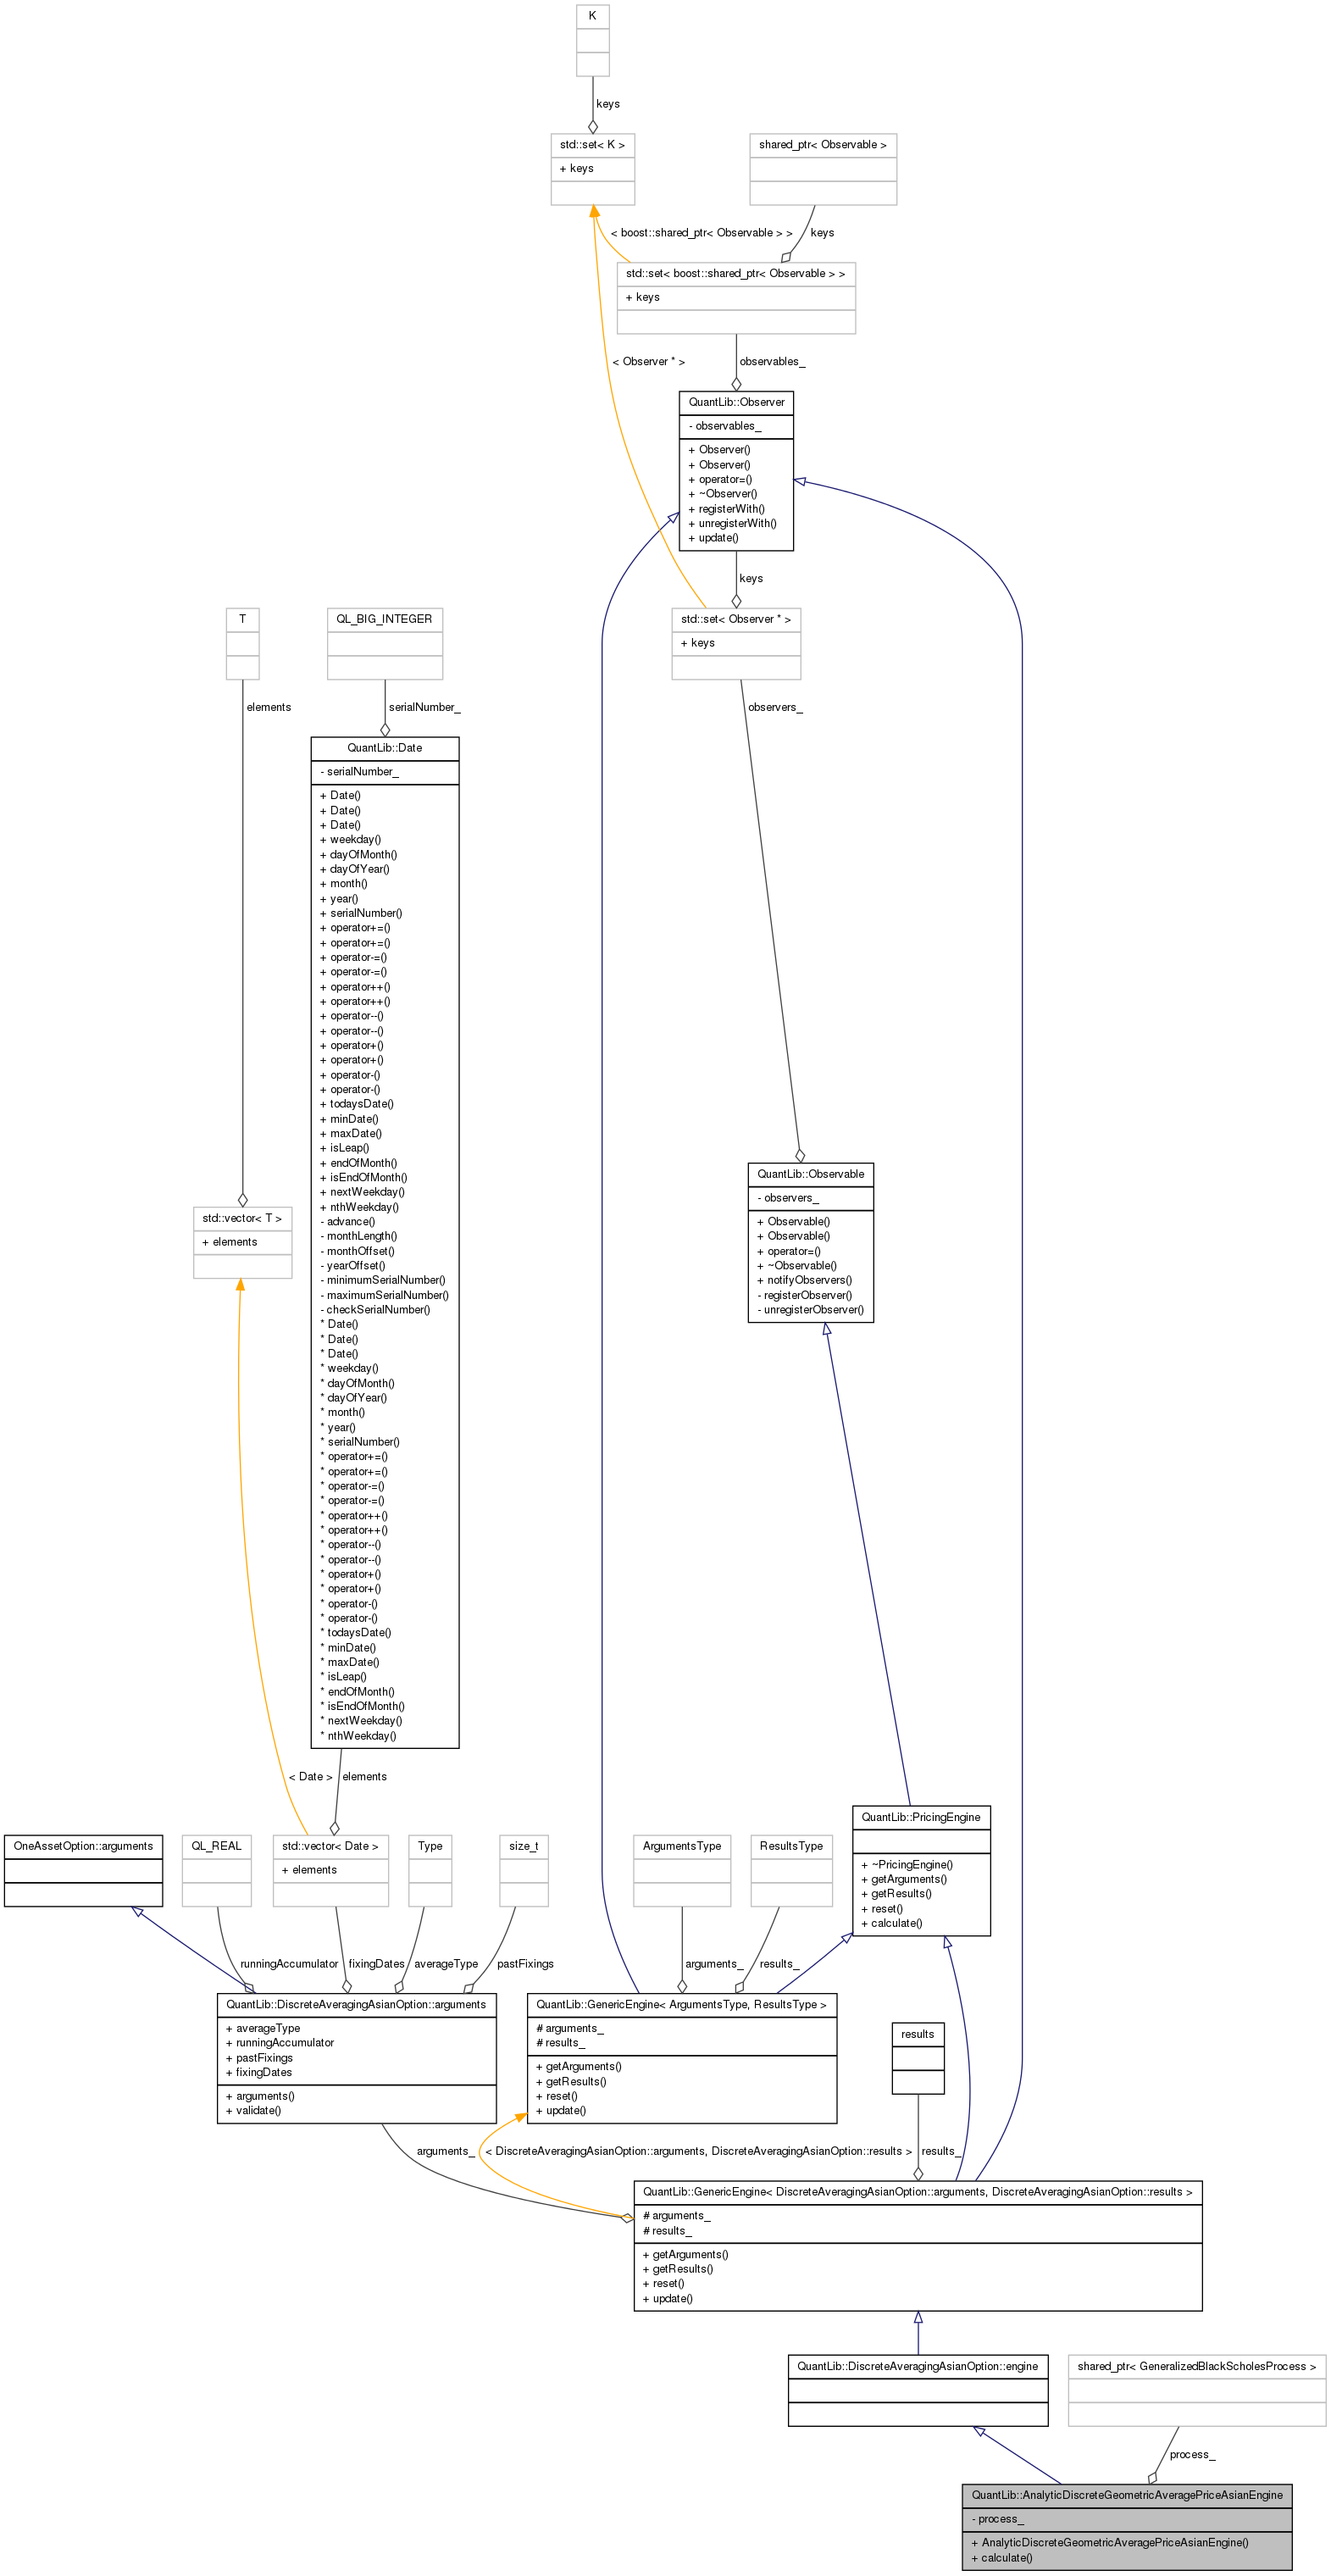 K
keys
std::set< K >
+ keys
shared_ptr< Observable >
< boost::shared_ptr< Observable > >
keys
std::set< boost::shared_ptr< Observable > >
+ keys
< Observer * >
observables_
QuantLib::Observer
- observables_
+ Observer()
+ Observer()
+ operator=()
+ ~Observer()
+ registerWith()
+ unregisterWith()
+ update()
keys
T
QL_BIG_INTEGER
std::set< Observer * >
+ keys
elements
serialNumber_
observers_
QuantLib::Date
- serialNumber_
+ Date()
+ Date()
+ Date()
+ weekday()
+ dayOfMonth()
+ dayOfYear()
+ month()
+ year()
+ serialNumber()
+ operator+=()
+ operator+=()
+ operator-=()
+ operator-=()
+ operator++()
+ operator++()
+ operator--()
+ operator--()
+ operator+()
+ operator+()
+ operator-()
+ operator-()
+ todaysDate()
+ minDate()
+ maxDate()
+ isLeap()
+ endOfMonth()
+ isEndOfMonth()
+ nextWeekday()
+ nthWeekday()
- advance()
- monthLength()
- monthOffset()
- yearOffset()
- minimumSerialNumber()
- maximumSerialNumber()
- checkSerialNumber()
* Date()
* Date()
* Date()
* weekday()
* dayOfMonth()
* dayOfYear()
* month()
* year()
* serialNumber()
* operator+=()
* operator+=()
* operator-=()
* operator-=()
* operator++()
* operator++()
* operator--()
* operator--()
* operator+()
* operator+()
* operator-()
* operator-()
* todaysDate()
* minDate()
* maxDate()
* isLeap()
* endOfMonth()
* isEndOfMonth()
* nextWeekday()
* nthWeekday()
QuantLib::Observable
- observers_
+ Observable()
+ Observable()
+ operator=()
+ ~Observable()
+ notifyObservers()
- registerObserver()
- unregisterObserver()
std::vector< T >
+ elements
< Date >
elements
QuantLib::PricingEngine
+ ~PricingEngine()
+ getArguments()
+ getResults()
+ reset()
+ calculate()
OneAssetOption::arguments
QL_REAL
std::vector< Date >
+ elements
Type
size_t
ArgumentsType
ResultsType
runningAccumulator
fixingDates
averageType
pastFixings
arguments_
results_
QuantLib::DiscreteAveragingAsianOption::arguments
+ averageType
+ runningAccumulator
+ pastFixings
+ fixingDates
+ arguments()
+ validate()
QuantLib::GenericEngine< ArgumentsType, ResultsType >
# arguments_
# results_
+ getArguments()
+ getResults()
+ reset()
+ update()
results
arguments_
< DiscreteAveragingAsianOption::arguments, DiscreteAveragingAsianOption::results >
results_
QuantLib::GenericEngine< DiscreteAveragingAsianOption::arguments, DiscreteAveragingAsianOption::results >
# arguments_
# results_
+ getArguments()
+ getResults()
+ reset()
+ update()
QuantLib::DiscreteAveragingAsianOption::engine
shared_ptr< GeneralizedBlackScholesProcess >
process_
QuantLib::AnalyticDiscreteGeometricAveragePriceAsianEngine
- process_
+ AnalyticDiscreteGeometricAveragePriceAsianEngine()
+ calculate()